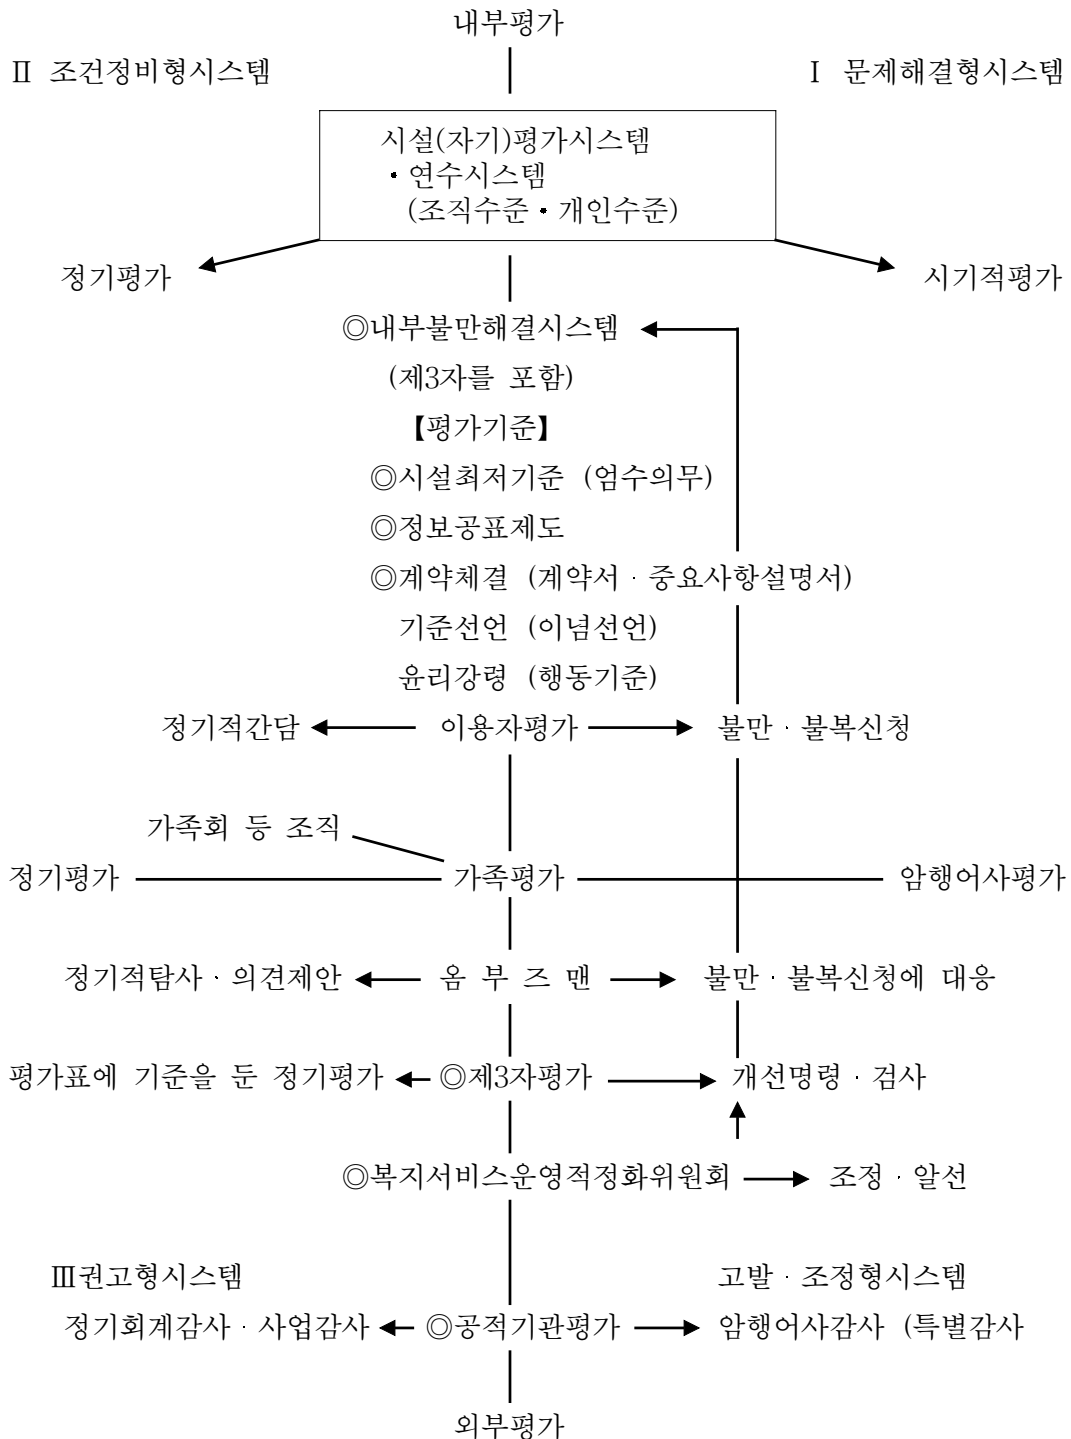 내부평가
Ⅱ 조건정비형시스템
Ⅰ 문제해결형시스템
시설(자기)평가시스템
・연수시스템
(조직수준・개인수준)
정기평가
시기적평가
◎내부불만해결시스템
(제3자를 포함)
【평가기준】
◎시설최저기준 (엄수의무)
◎정보공표제도
◎계약체결 (계약서·중요사항설명서)
기준선언 (이념선언)
윤리강령 (행동기준)
정기적간담 이용자평가 불만·불복신청
가족회 등 조직
정기평가 가족평가 암행어사평가
정기적탐사·의견제안 옴 부 즈 맨 불만·불복신청에 대응
평가표에 기준을 둔 정기평가 ◎제3자평가 개선명령·검사
◎복지서비스운영적정화위원회 조정·알선
Ⅲ권고형시스템 고발·조정형시스템
정기회계감사·사업감사 ◎공적기관평가 암행어사감사 (특별감사
외부평가